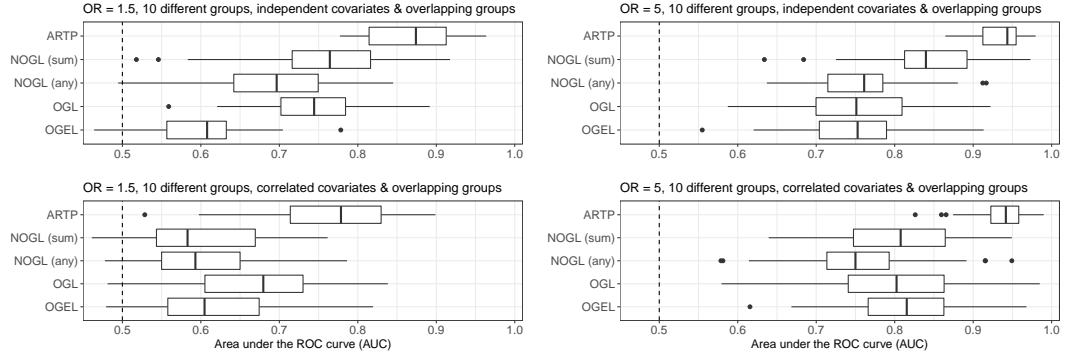 OR = 1.5, 10 different groups, independent covariates & overlapping groups
ARTP
NOGL (sum)
NOGL (any)
OGL
OGEL
0.5 0.6 0.7 0.8 0.9 1.0
OR = 5, 10 different groups, independent covariates & overlapping groups
ARTP
NOGL (sum)
NOGL (any)
OGL
OGEL
0.5 0.6 0.7 0.8 0.9 1.0
OR = 1.5, 10 different groups, correlated covariates & overlapping groups
ARTP
NOGL (sum)
NOGL (any)
OGL
OGEL
0.5 0.6 0.7 0.8 0.9 1.0
Area under the ROC curve (AUC)
OR = 5, 10 different groups, correlated covariates & overlapping groups
ARTP
NOGL (sum)
NOGL (any)
OGL
OGEL
0.5 0.6 0.7 0.8 0.9 1.0
Area under the ROC curve (AUC)